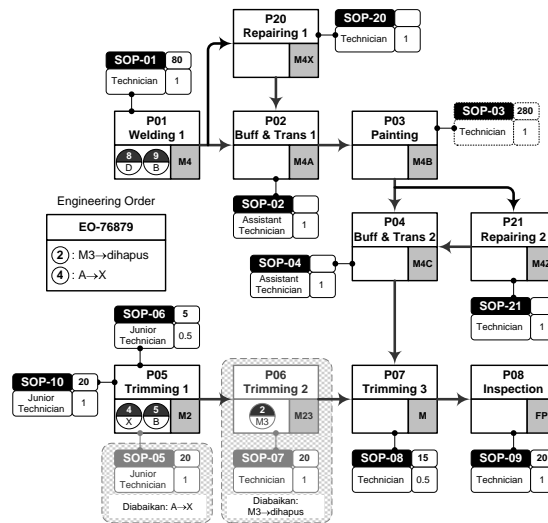 P20
Repairing 1
M4X
SOP-20
Technician
1
SOP-01
80
Technician
1
P01
Welding 1
8
D
9
B
M4
P02
Buff & Trans 1
M4A
P03
Painting
M4B
SOP-03
280
Technician
1
SOP-02
Assistant
Technician
1
Engineering Order
EO-76879
2 : M3→dihapus
4 : A→X
P04
Buff & Trans 2
M4C
P21
Repairing 2
SOP-04
Assistant
Technician
1
SOP-21
Technician
1
SOP-06
5
Junior
Technician
0.5
SOP-10
20
Junior
Technician
1
P05
Trimming 1
4
X
5
B
M2
P06
Trimming 2
2
M3
M23
P07
Trimming 3
M
P08
Inspection
FP
SOP-05
20
Junior
Technician
1
Diabaikan: A→X
SOP-07
20
Technician
1
Diabaikan:
M3→dihapus
SOP-08
15
Technician
0.5
SOP-09
20
Technician
1